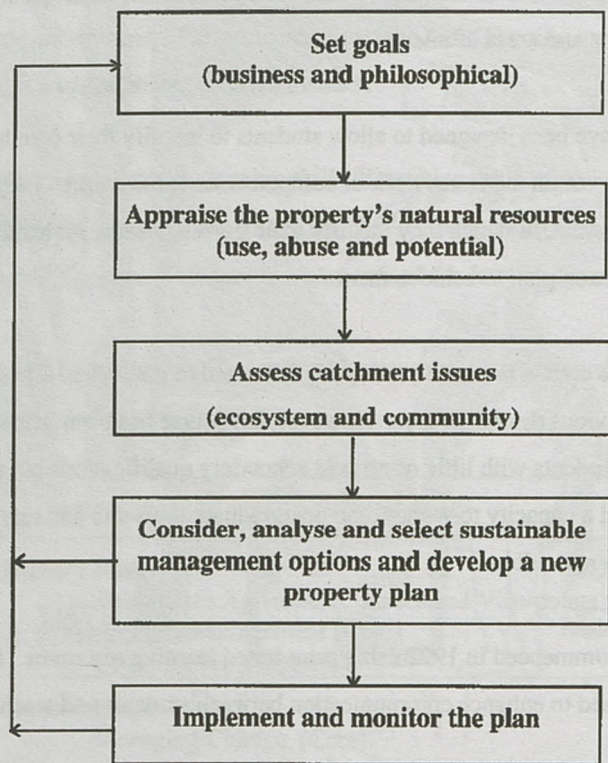 Set goals
(business and philosophical)
Appraise the property's natural resources
(use, abuse and potential)
Assess catchment issues
(ecosystem and community)
Consider, analyse and select sustainable
management options and develop a new
property plan
Implement and monitor the plan